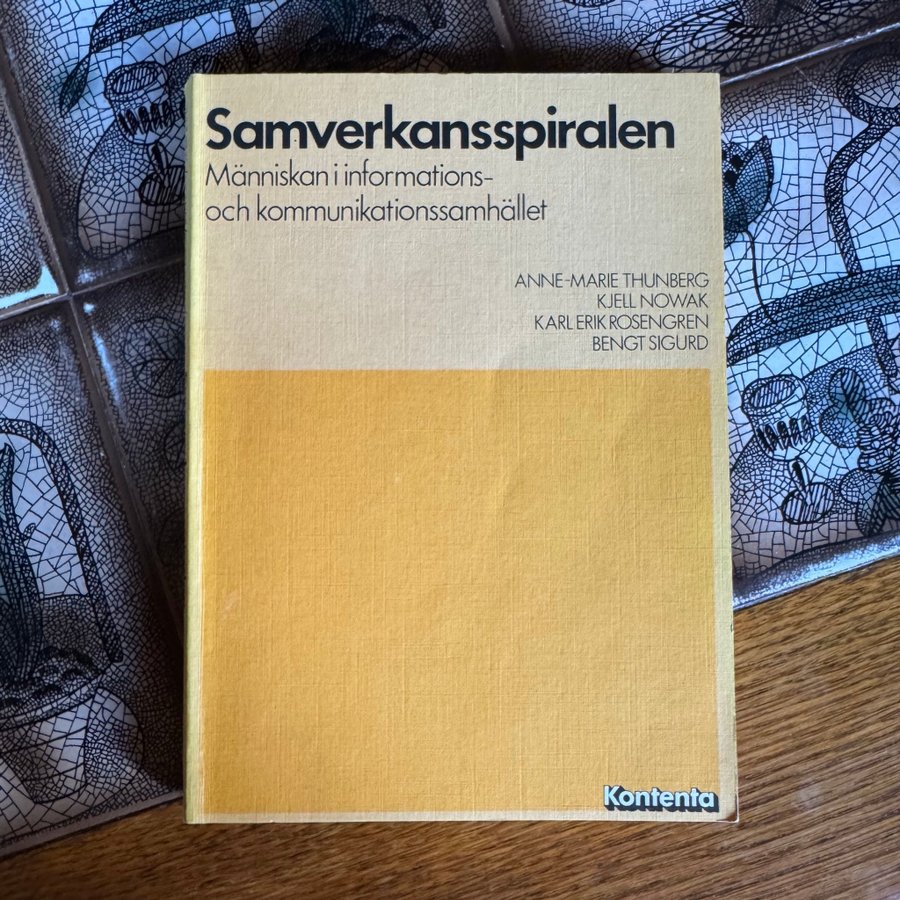 Samverkansspiralen
Människan i informations-
och kommunikationssamhället
ANNE-MARIE THUNBERG
KJELL NOWAK
KARL ERIK ROSENGREN
BENGT SIGURD
Kontenta